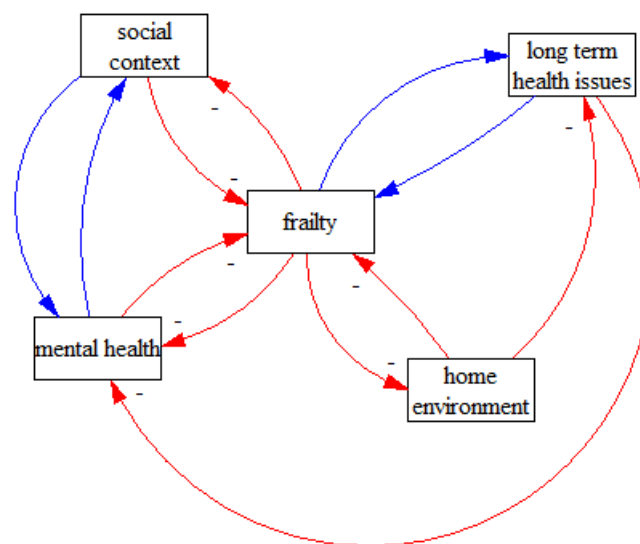 social
context
long term
health issues
-
-
-
frailty
-
-
-
mental health
-
home
environment
-